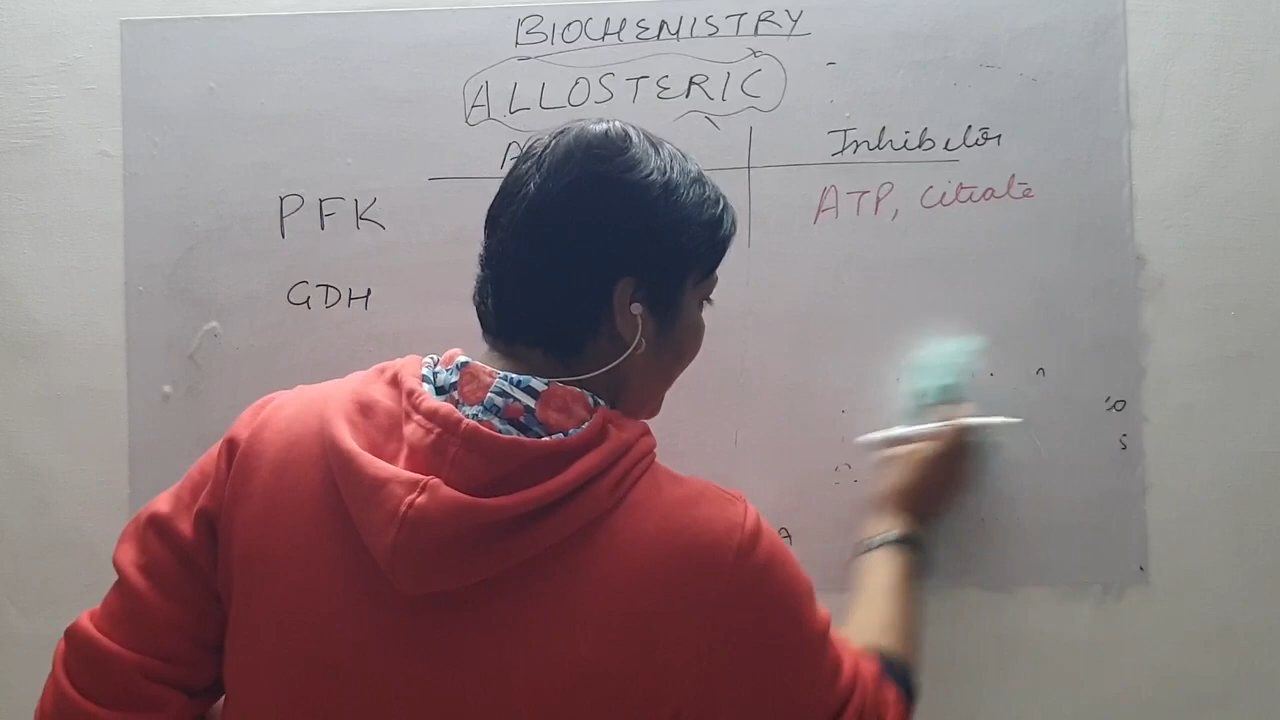 BIOCHEMISTRY
ALLOSTERIC
Inhibitor
PFK ATP, Citrate
GDH